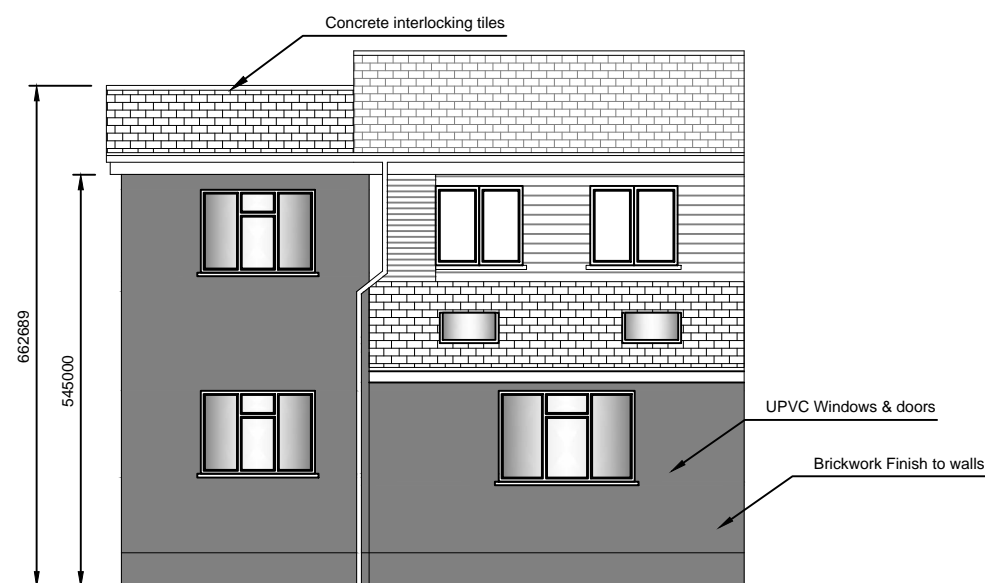 Concrete interlocking tiles
662689
545000
UPVC Windows & doors
Brickwork Finish to walls